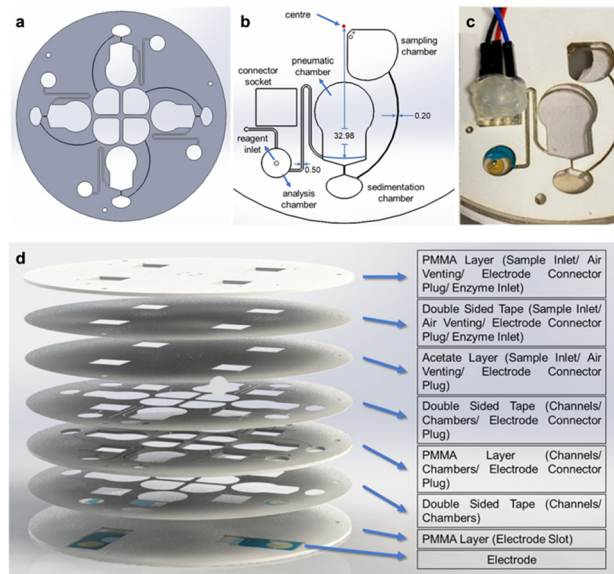 a
b
c
centre
sampling
chamber
pneumatic
chamber
connector
socket
32.98
0.20
reagent
inlet
0.50
analysis
chamber
sedimentation
chamber
d
PMMA Layer (Sample Inlet/ Air
Venting/ Electrode Connector
Plug/ Enzyme Inlet)
Double Sided Tape (Sample Inlet/
Air Venting/ Electrode Connector
Plug/ Enzyme Inlet)
Acetate Layer (Sample Inlet/ Air
Venting/ Electrode Connector
Plug)
Double Sided Tape (Channels/
Chambers/ Electrode Connector
Plug)
PMMA Layer (Channels/
Chambers/ Electrode Connector
Plug)
Double Sided Tape (Channels/
Chambers)
PMMA Layer (Electrode Slot)
Electrode